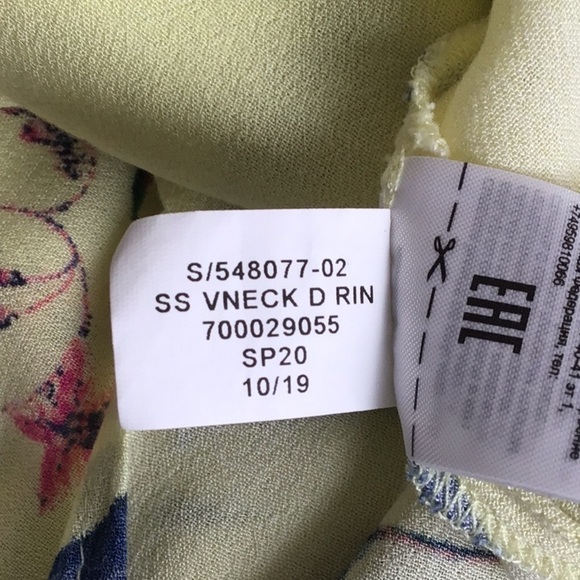 S/548077-02
SS VNECK D RIN
700029055
SP20
10/19
EAC